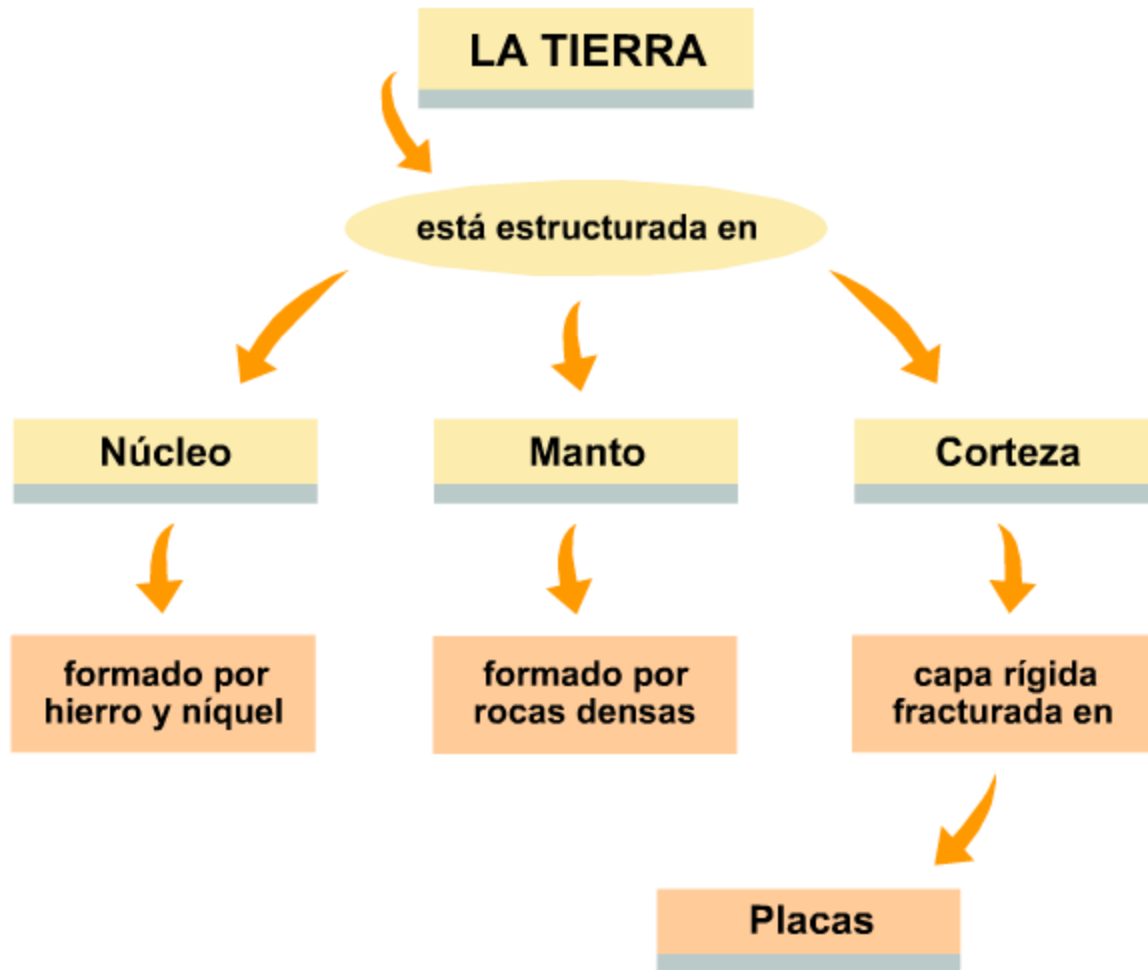 LA TIERRA
está estructurada en
Núcleo
Manto
Corteza
formado por
hierro y níquel
formado por
rocas densas
capa rígida
fracturada en
Placas